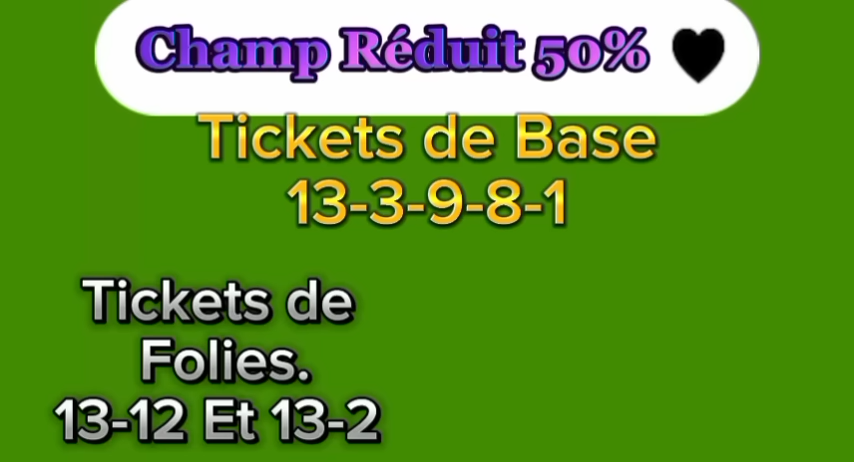 Champ Réduit 50% 🖤
Tickets de Base
13-3-9-8-1
Tickets de
Folies.
13-12 Et 13-2